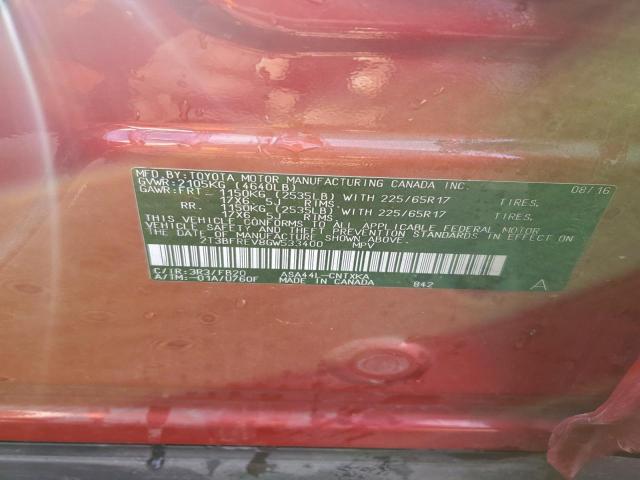 MFD. BY: TOYOTA MOTOR MANUFACTURING CANADA INC. 08/16
GVWR: 2105KG (4640LB)
GAWR: FRT 1150KG (2535LB) WITH 225/65R17 TIRES.
17X6.5J RIMS
RR. 1150KG (2535LB) WITH 225/65R17 TIRES.
17X6.5J RIMS
THIS VEHICLE CONFORMS TO ALL APPLICABLE FEDERAL MOTOR
VEHICLE SAFETY AND THEFT PREVENTION STANDARDS IN EFFECT ON
THE DATE OF MANUFACTURE SHOWN ABOVE.
2T3BFREV8GW533400 MPV
C/TR: 3R3/FB20 ASA44L-CNTXKA
A/TM: -01A/U760F MADE IN CANADA 842 A